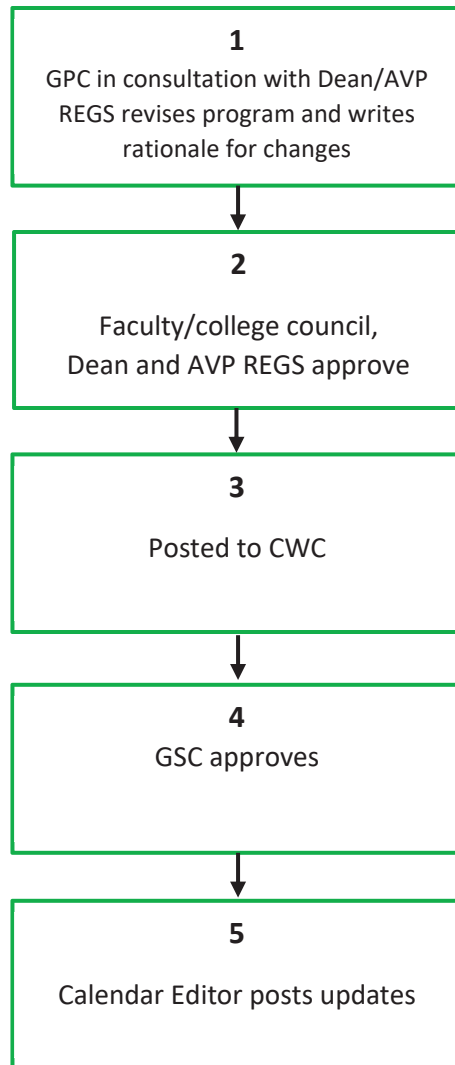 1
GPC in consultation with Dean/AVP
REGS revises program and writes
rationale for changes
2
Faculty/college council,
Dean and AVP REGS approve
3
Posted to CWC
4
GSC approves
5
Calendar Editor posts updates